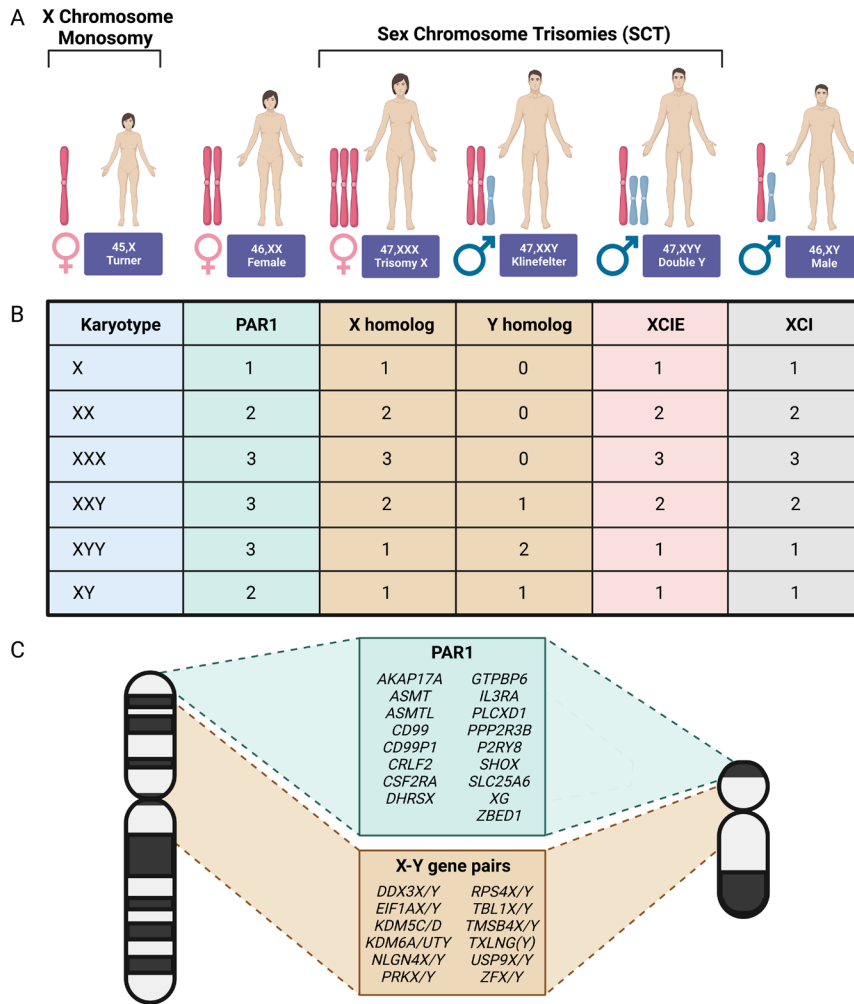 A
X Chromosome
Monosomy
Sex Chromosome Trisomies (SCT)
45,X
Turner
46,XX
Female
47,XXX
Trisomy X
47,XXY
Klinefelter
47,XYY
Double Y
46,XY
Male
B
Karyotype PAR1 X homolog Y homolog XCIE XCI
X 1 1 0 1 1
XX 2 2 0 2 2
XXX 3 3 0 3 3
XXY 3 2 1 2 2
XYY 3 1 2 1 1
XY 2 1 1 1 1
C
PAR1
AKAP17A GTPBP6
ASMT IL3RA
ASMTL PLCXD1
CD99 PPP2R3B
CD99P1 P2RY8
CRLF2 SHOX
CSF2RA SLC25A6
DHRSX XG
ZBED1
X-Y gene pairs
DDX3X/Y RPS4X/Y
EIF1AX/Y TBL1X/Y
KDM5C/D TMSB4X/Y
KDM6A/UTY TXLNG(Y)
NLGN4X/Y USP9X/Y
PRKX/Y ZFX/Y